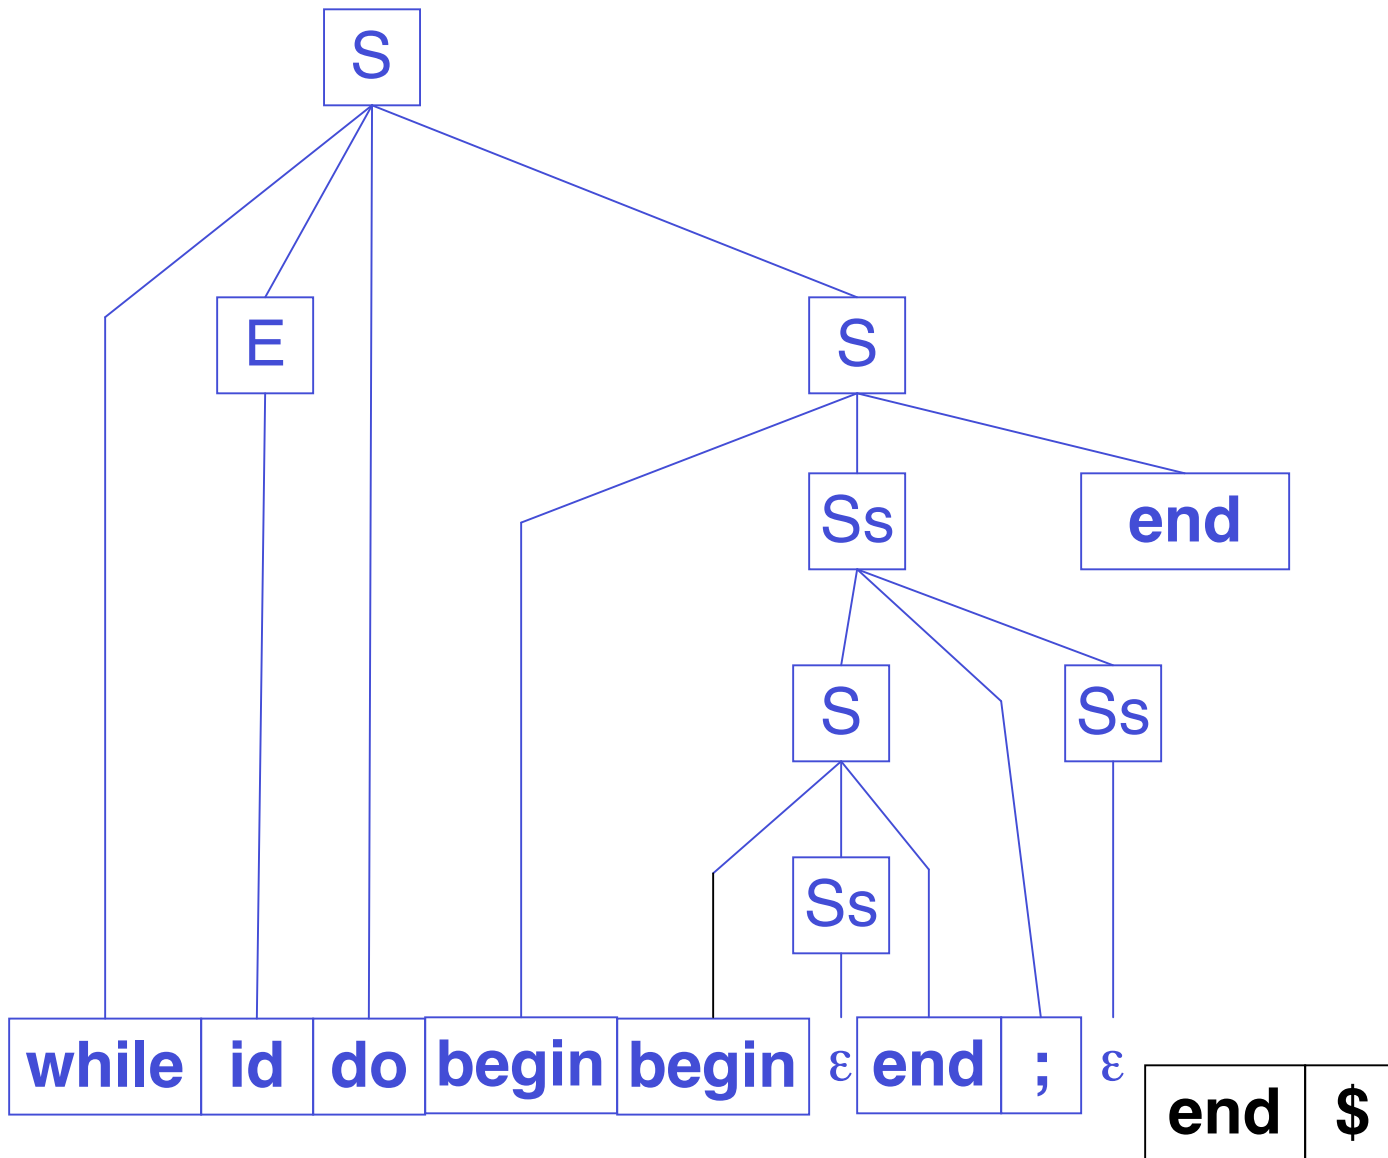 S
E S
Ss end
S Ss
Ss
while id do begin begin ε end ; ε
end $